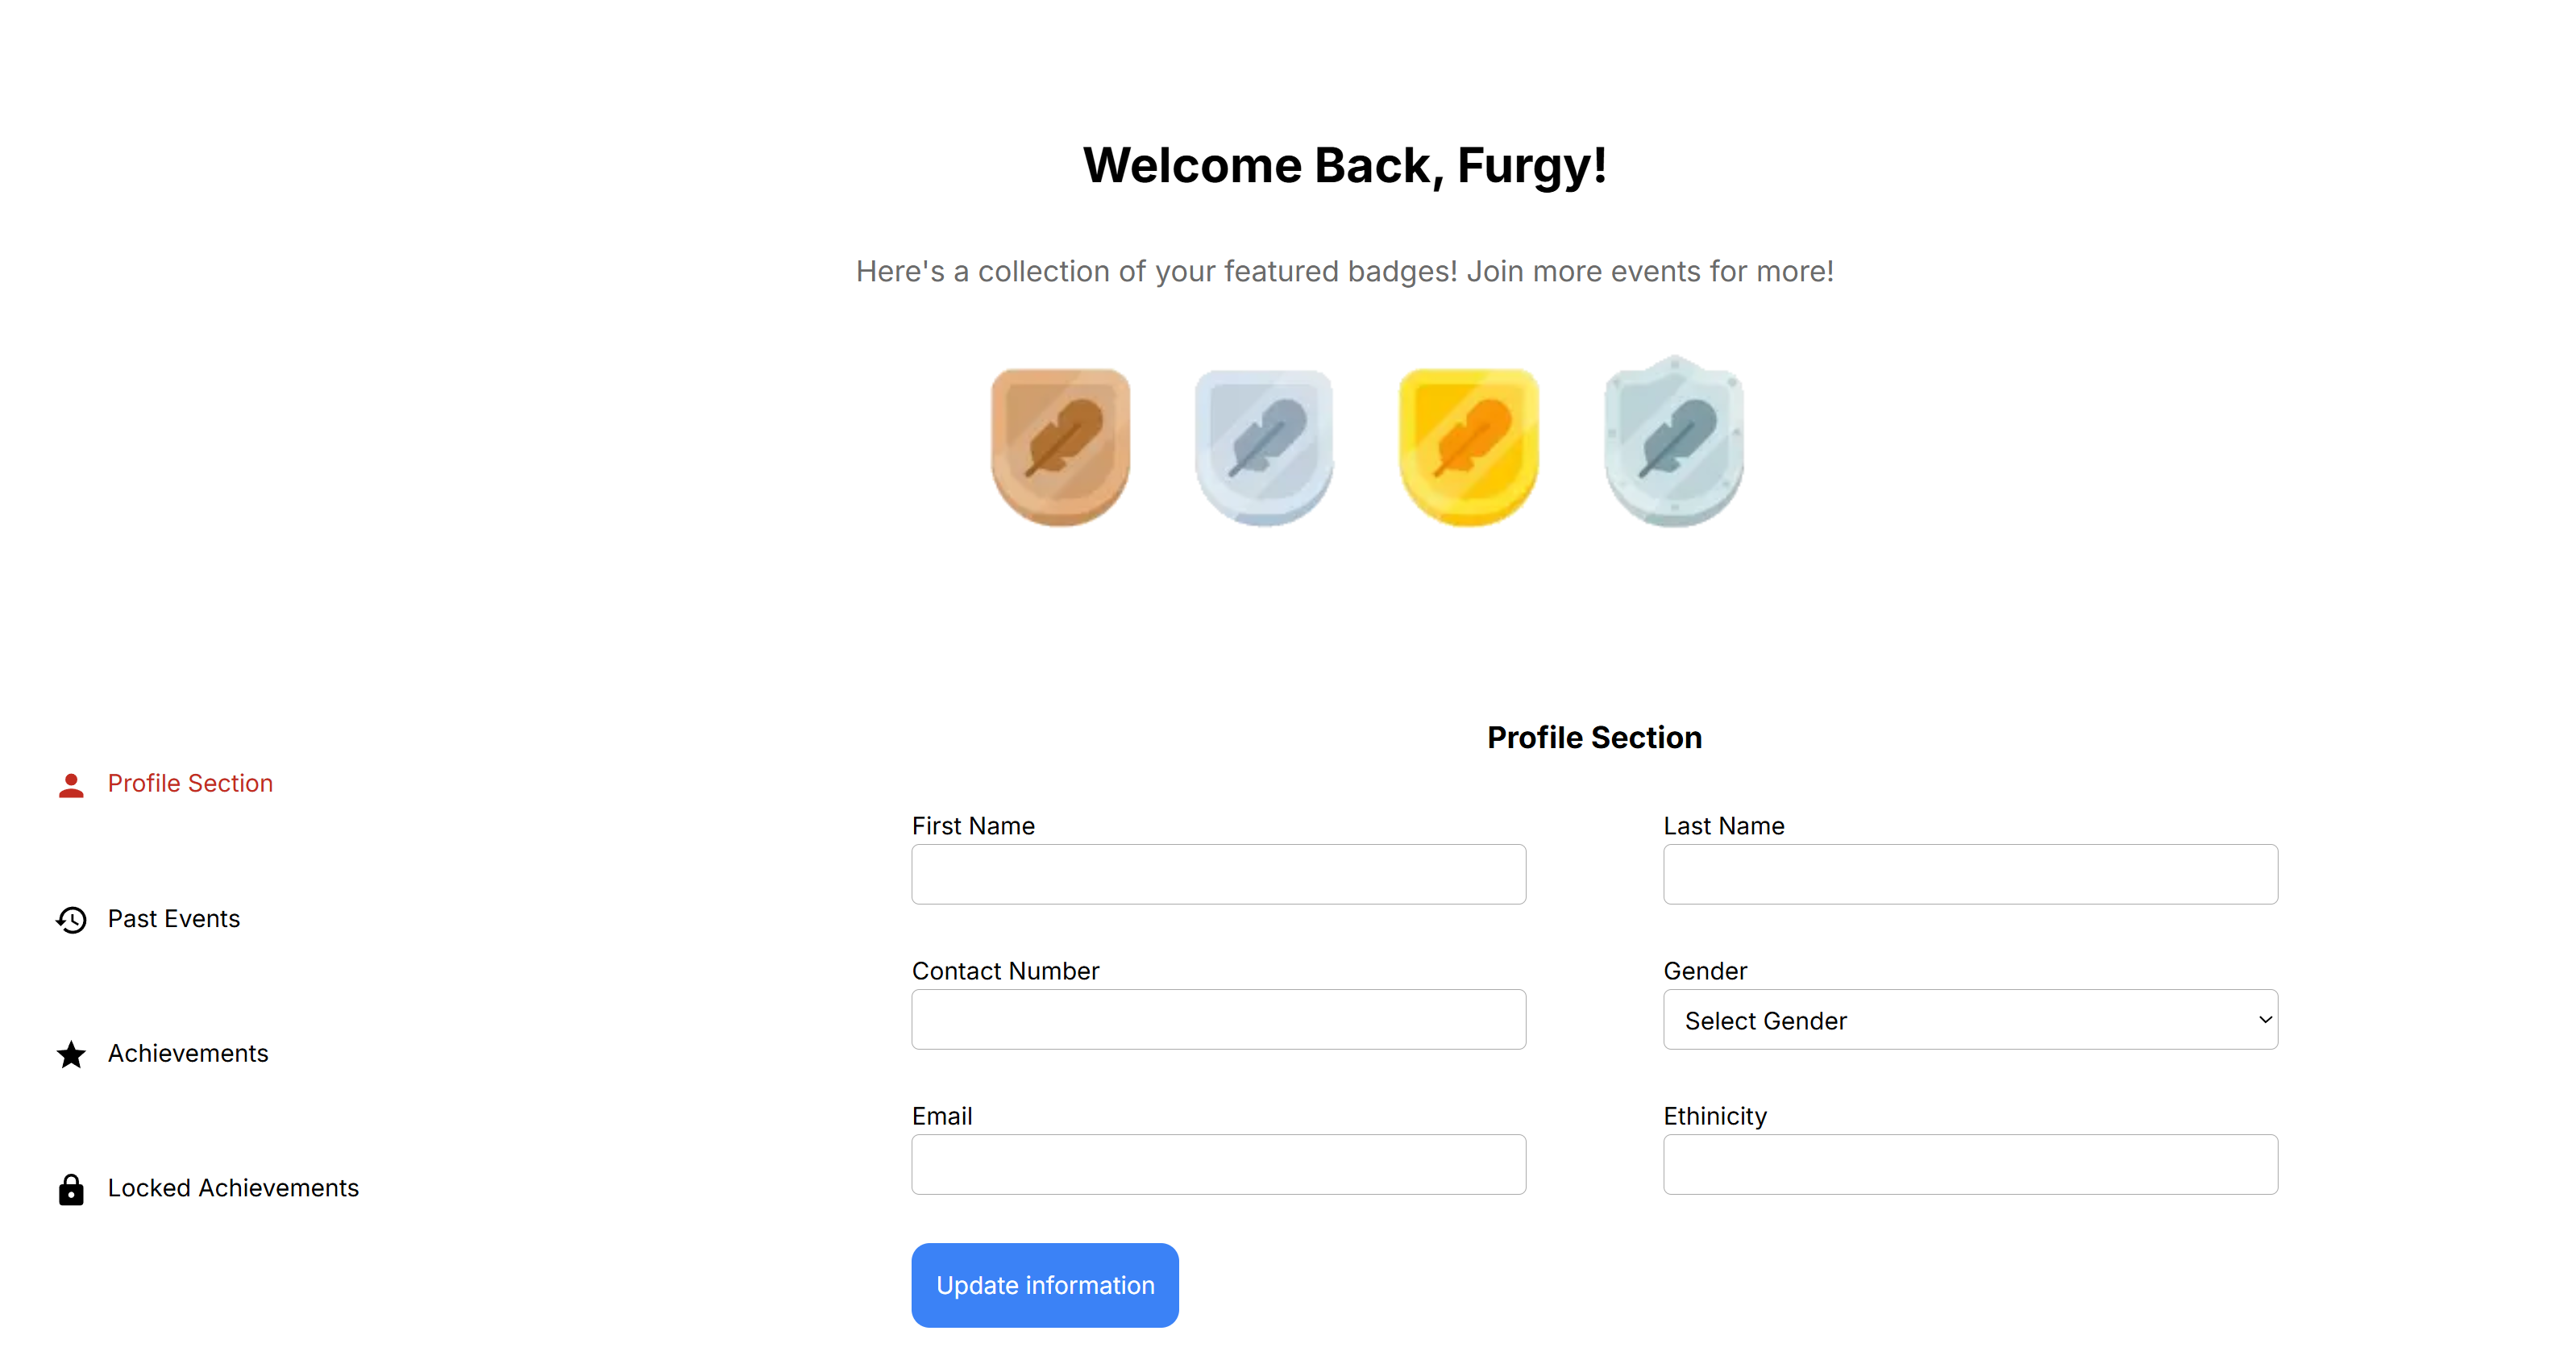 Welcome Back, Furgy!
Here's a collection of your featured badges! Join more events for more!
Profile Section
Past Events
Achievements
Locked Achievements
Profile Section
First Name
Last Name
Contact Number
Gender
Select Gender
Email
Ethinicity
Update information